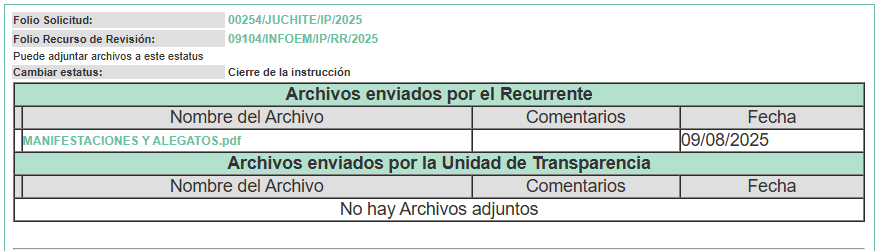 Folio Solicitud: 00254/JUCHITE/IP/2025
Folio Recurso de Revisión: 09104/INFOEM/IP/RR/2025
Puede adjuntar archivos a este estatus
Cambiar estatus: Cierre de la instrucción
Archivos enviados por el Recurrente
Nombre del Archivo Comentarios Fecha
MANIFESTACIONES Y ALEGATOS.pdf 09/08/2025
Archivos enviados por la Unidad de Transparencia
Nombre del Archivo Comentarios Fecha
No hay Archivos adjuntos